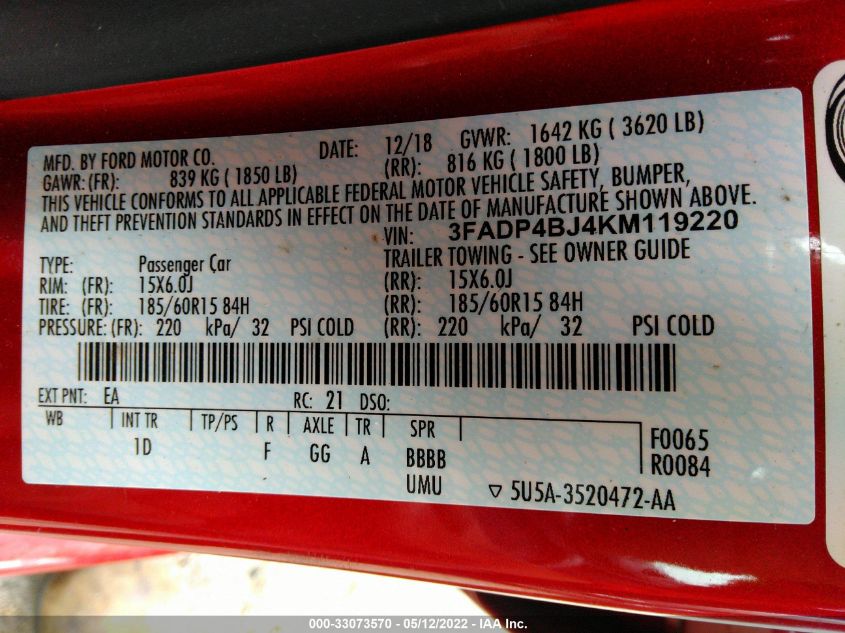 MFD. BY FORD MOTOR CO. DATE: 12/18 GVWR: 1642 KG ( 3620 LB)
GAWR: (FR): 839 KG ( 1850 LB) (RR): 816 KG ( 1800 LB)
THIS VEHICLE CONFORMS TO ALL APPLICABLE FEDERAL MOTOR VEHICLE SAFETY, BUMPER,
AND THEFT PREVENTION STANDARDS IN EFFECT ON THE DATE OF MANUFACTURE SHOWN ABOVE.
VIN: 3FADP4BJ4KM119220
TYPE: Passenger Car TRAILER TOWING - SEE OWNER GUIDE
RIM: (FR): 15X6.0J (RR): 15X6.0J
TIRE: (FR): 185/60R15 84H (RR): 185/60R15 84H
PRESSURE: (FR): 220 kPa/ 32 PSI COLD (RR): 220 kPa/ 32 PSI COLD
EXT PNT: EA RC: 21 DSO:
WB INT TR TP/PS R AXLE TR SPR F0065
1D F GG A BBBB R0084
UMU ▽ 5U5A-3520472-AA
000-33073570 - 05/12/2022 - IAA Inc.